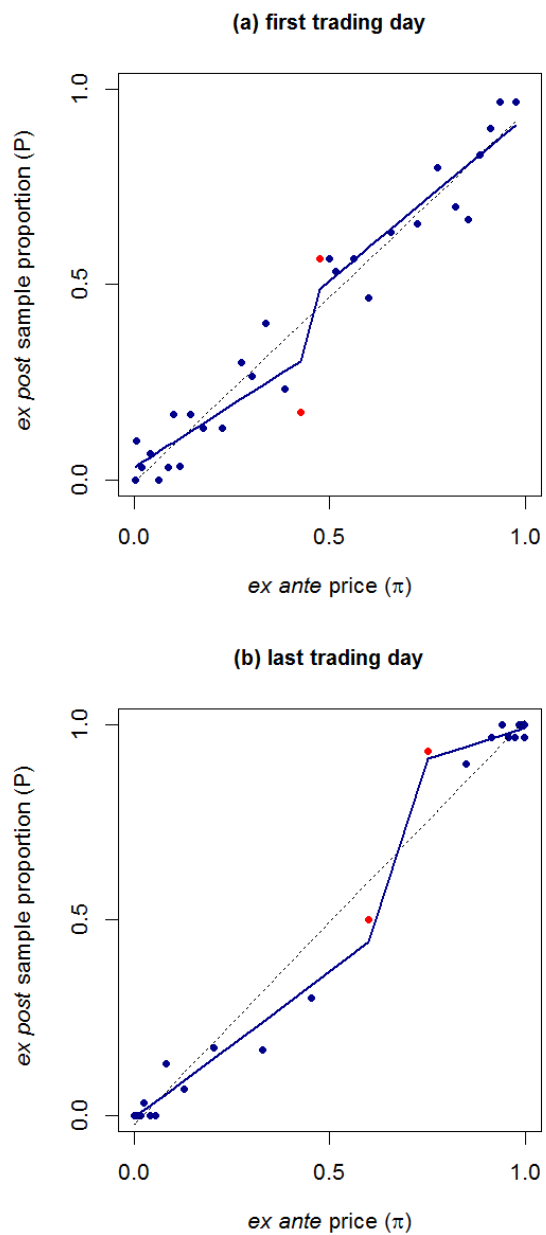 (a) first trading day
1.0
0.5
0.0
ex post sample proportion (P)
0.0 0.5 1.0
ex ante price (π)
(b) last trading day
1.0
0.5
0.0
ex post sample proportion (P)
0.0 0.5 1.0
ex ante price (π)